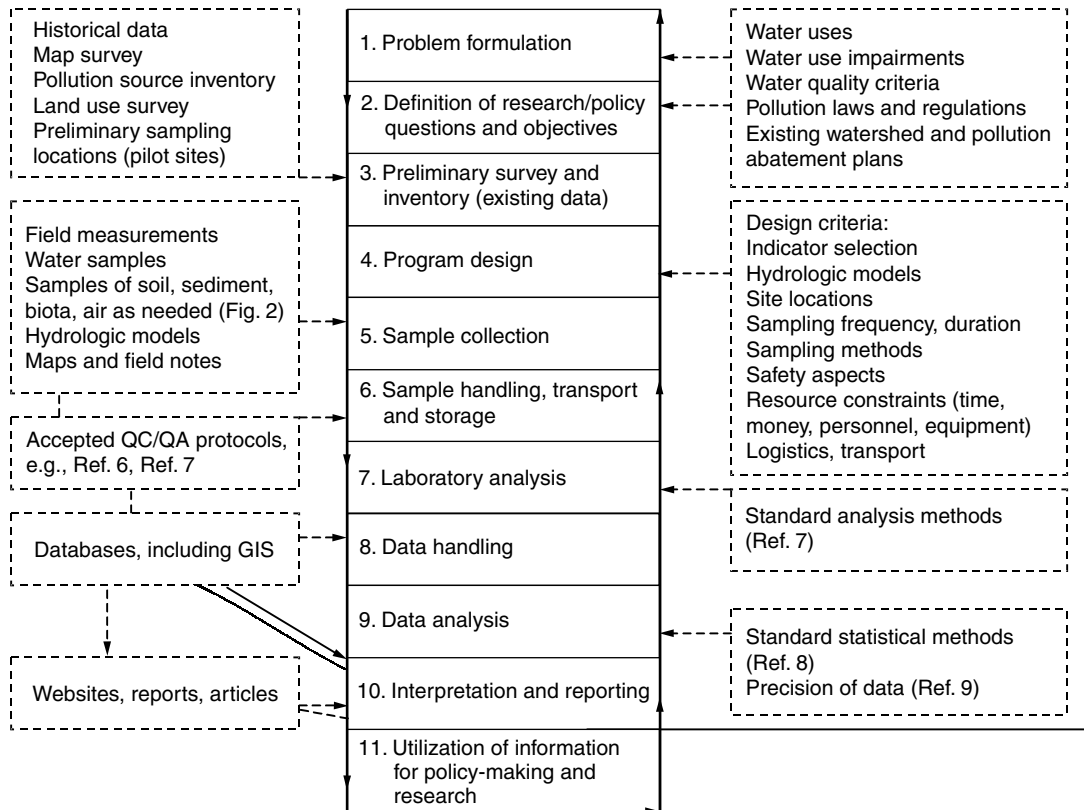 Historical data
Map survey
Pollution source inventory
Land use survey
Preliminary sampling
locations (pilot sites)
Field measurements
Water samples
Samples of soil, sediment,
biota, air as needed (Fig. 2)
Hydrologic models
Maps and field notes
Accepted QC/QA protocols,
e.g., Ref. 6, Ref. 7
Databases, including GIS
Websites, reports, articles
1. Problem formulation
2. Definition of research/policy
questions and objectives
3. Preliminary survey and
inventory (existing data)
4. Program design
5. Sample collection
6. Sample handling, transport
and storage
7. Laboratory analysis
8. Data handling
9. Data analysis
10. Interpretation and reporting
11. Utilization of information
for policy-making and
research
Water uses
Water use impairments
Water quality criteria
Pollution laws and regulations
Existing watershed and pollution
abatement plans
Design criteria:
Indicator selection
Hydrologic models
Site locations
Sampling frequency, duration
Sampling methods
Safety aspects
Resource constraints (time,
money, personnel, equipment)
Logistics, transport
Standard analysis methods
(Ref. 7)
Standard statistical methods
(Ref. 8)
Precision of data (Ref. 9)